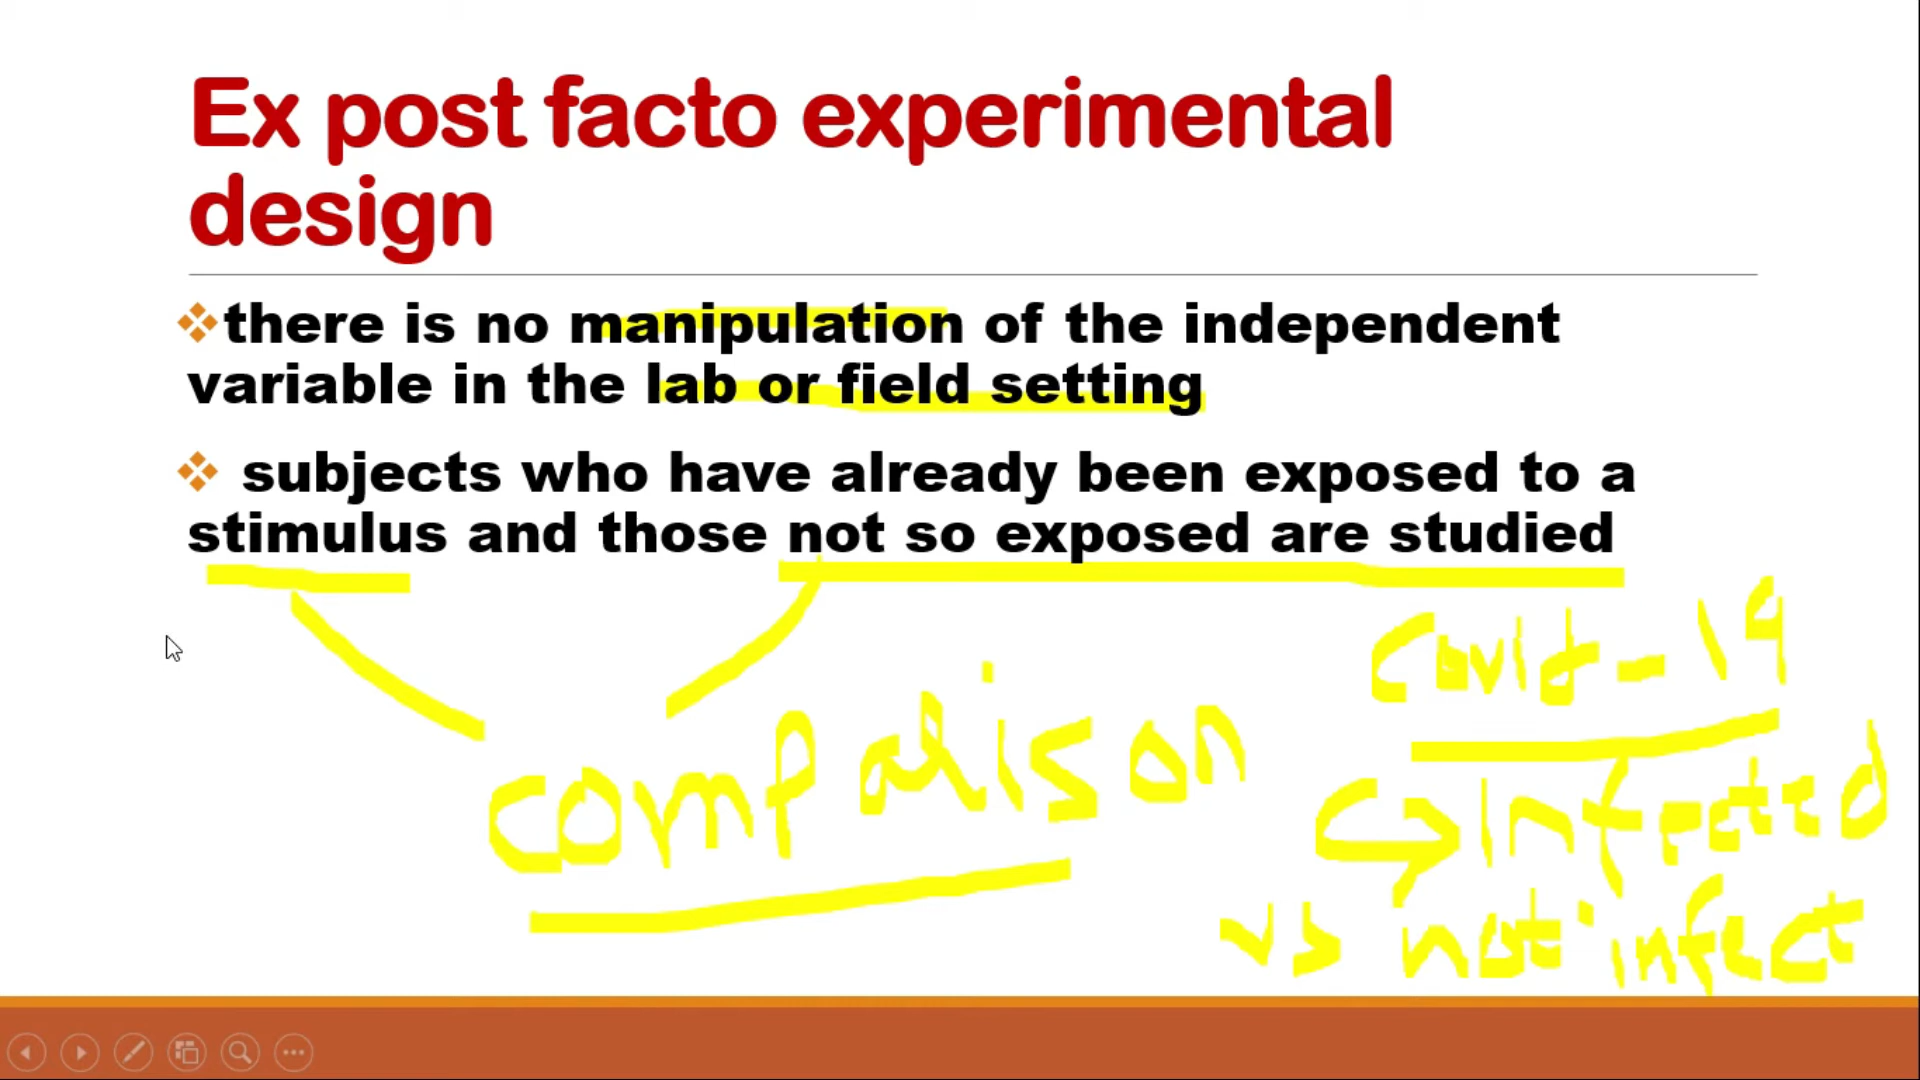 Ex post facto experimental
design
there is no manipulation of the independent
variable in the lab or field setting
subjects who have already been exposed to a
stimulus and those not so exposed are studied
Covid-19
comparison
Infected
vs not infect